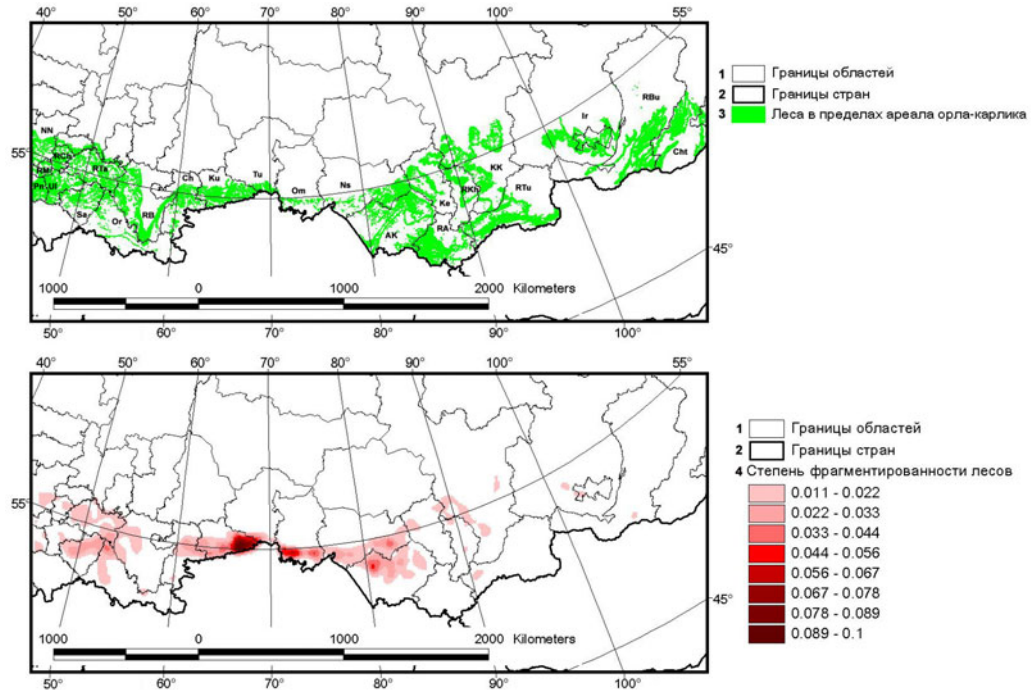 40° 50° 60° 70° 80° 90° 100° 55°
1 Границы областей
2 Границы стран
3 Леса в пределах ареала орла-карлика
RBu
NN
Ir
55°
RCh
Cht
RM
RTa
Ch Ku Tu
KK
Om
Ns
Pn Ul
RKh
RTu
Ke
Sa
Or
RB
AK
RA
45°
1000 0 1000 2000 Kilometers
50° 60° 70° 80° 90° 100°
40° 50° 60° 70° 80° 90° 100° 55°
1 Границы областей
2 Границы стран
4 Степень фрагментированности лесов
0.011 - 0.022
0.022 - 0.033
0.033 - 0.044
0.044 - 0.056
0.056 - 0.067
0.067 - 0.078
0.078 - 0.089
0.089 - 0.1
55°
45°
1000 0 1000 2000 Kilometers
50° 60° 70° 80° 90° 100°